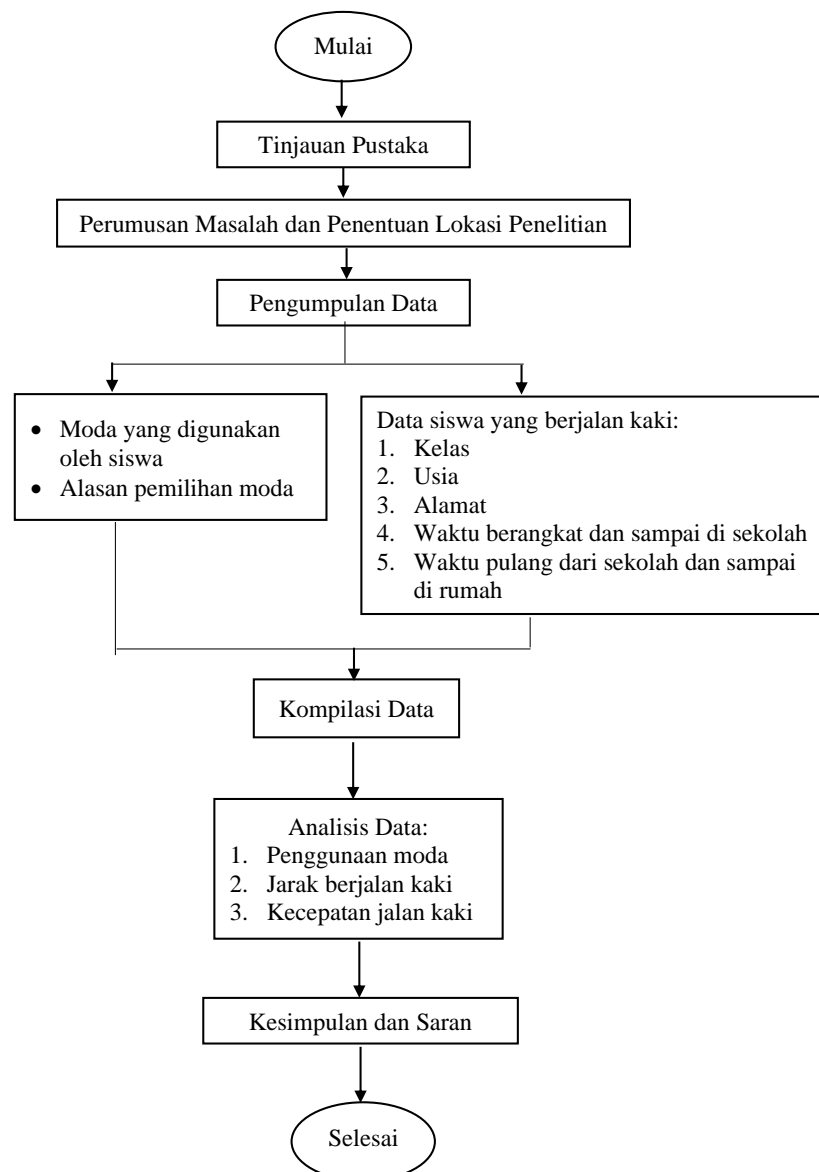 Mulai
Tinjauan Pustaka
Perumusan Masalah dan Penentuan Lokasi Penelitian
Pengumpulan Data
• Moda yang digunakan
oleh siswa
• Alasan pemilihan moda
Data siswa yang berjalan kaki:
1. Kelas
2. Usia
3. Alamat
4. Waktu berangkat dan sampai di sekolah
5. Waktu pulang dari sekolah dan sampai
di rumah
Kompilasi Data
Analisis Data:
1. Penggunaan moda
2. Jarak berjalan kaki
3. Kecepatan jalan kaki
Kesimpulan dan Saran
Selesai